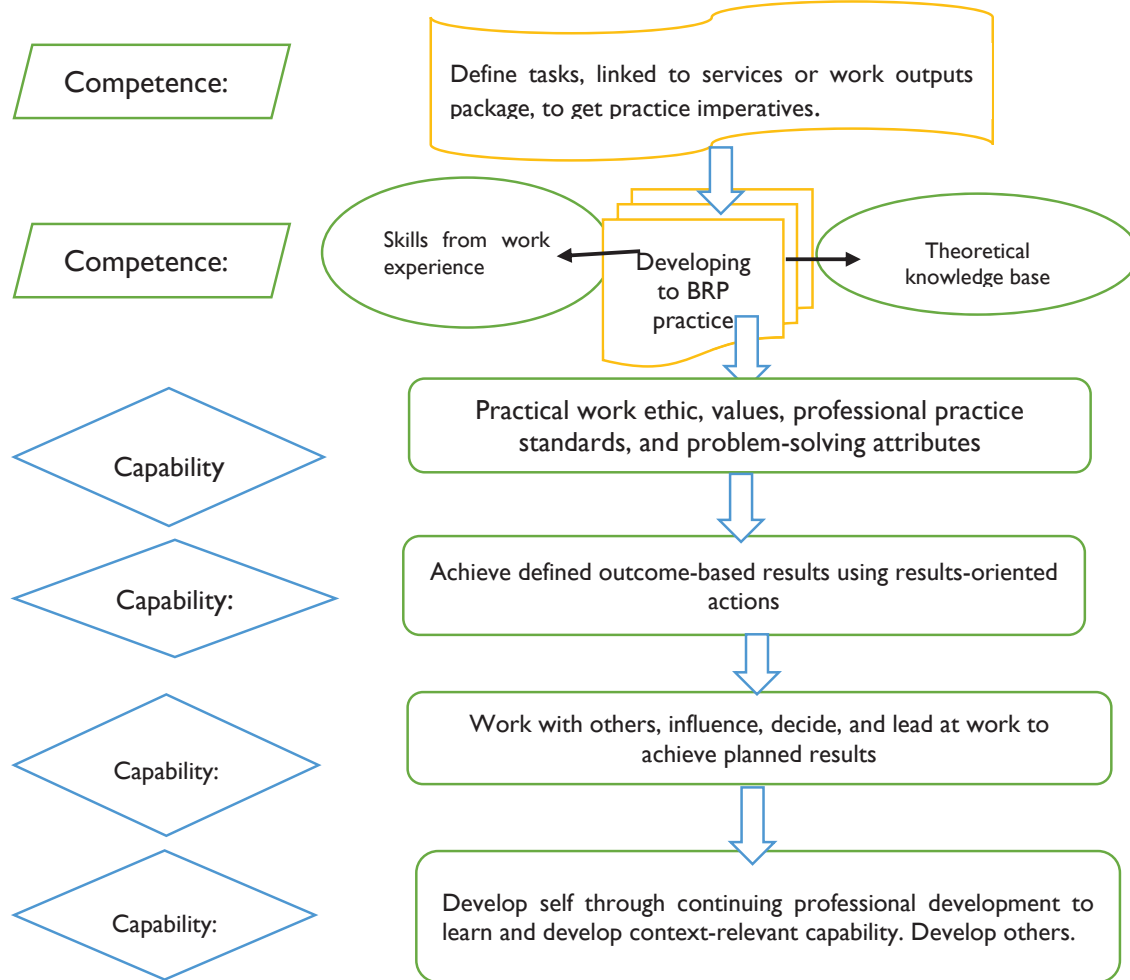 Competence:
Define tasks, linked to services or work outputs
package, to get practice imperatives.
Competence:
Skills from work
experience
Developing
to BRP
practice
Theoretical
knowledge base
Capability
Practical work ethic, values, professional practice
standards, and problem-solving attributes
Capability:
Achieve defined outcome-based results using results-oriented
actions
Capability:
Work with others, influence, decide, and lead at work to
achieve planned results
Capability:
Develop self through continuing professional development to
learn and develop context-relevant capability. Develop others.